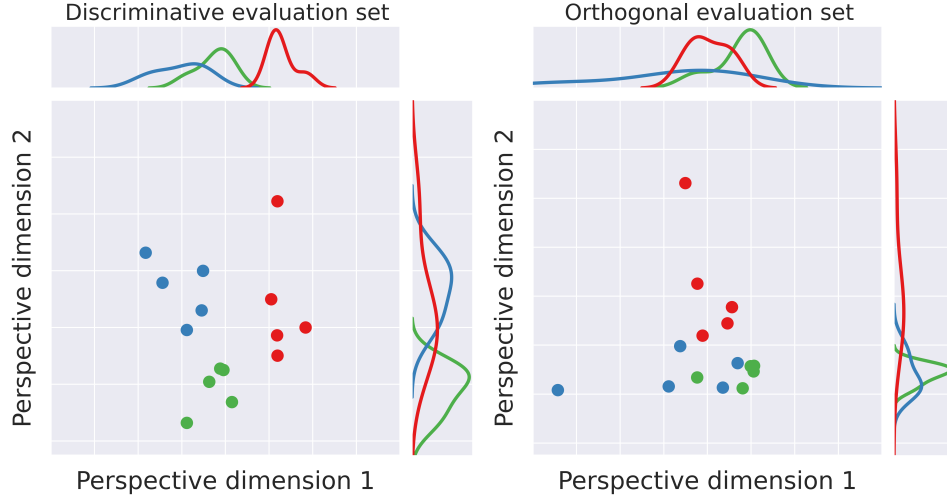 Discriminative evaluation set
Perspective dimension 2
Perspective dimension 1
Orthogonal evaluation set
Perspective dimension 2
Perspective dimension 1